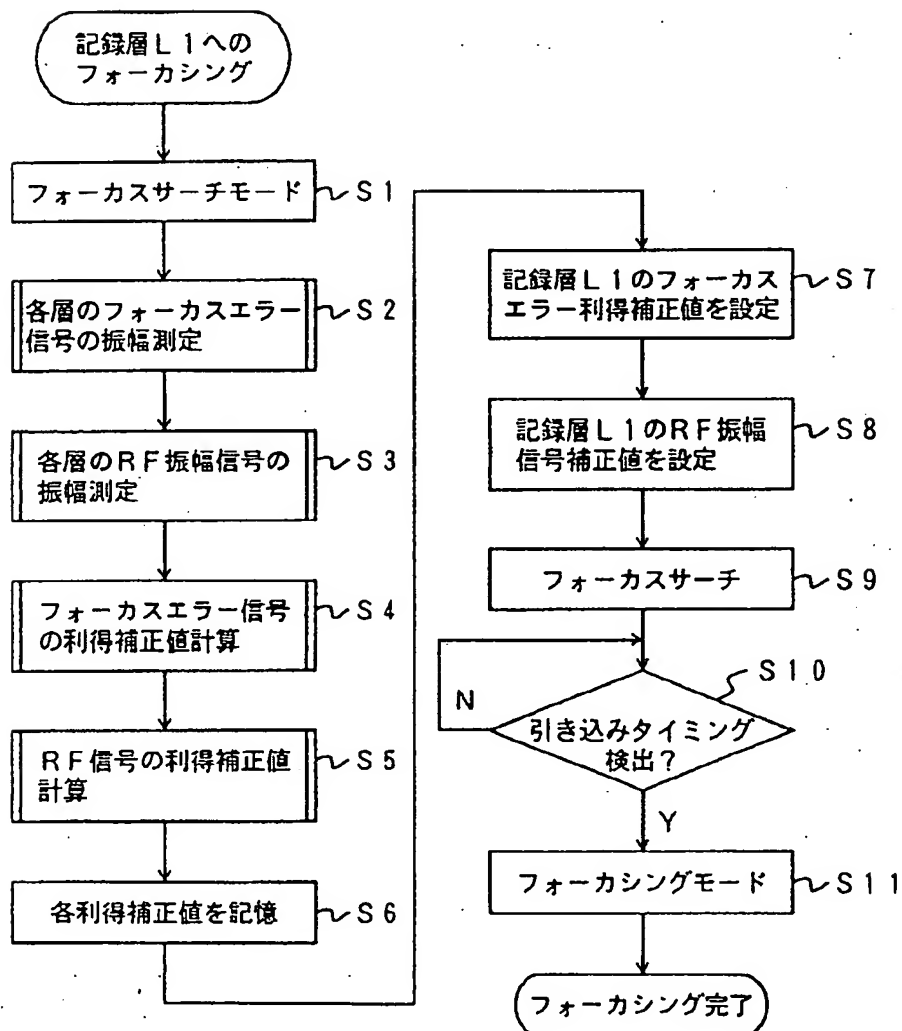 記録層L1への
フォーカシング
フォーカスサーチモード
S1
各層のフォーカスエラー
信号の振幅測定
S2
各層のRF振幅信号の
振幅測定
S3
フォーカスエラー信号
の利得補正値計算
S4
RF信号の利得補正値
計算
S5
各利得補正値を記憶
S6
記録層L1のフォーカス
エラー利得補正値を設定
S7
記録層L1のRF振幅
信号補正値を設定
S8
フォーカスサーチ
S9
S10
N
引き込みタイミング
検出?
Y
フォーカシングモード
S11
フォーカシング完了